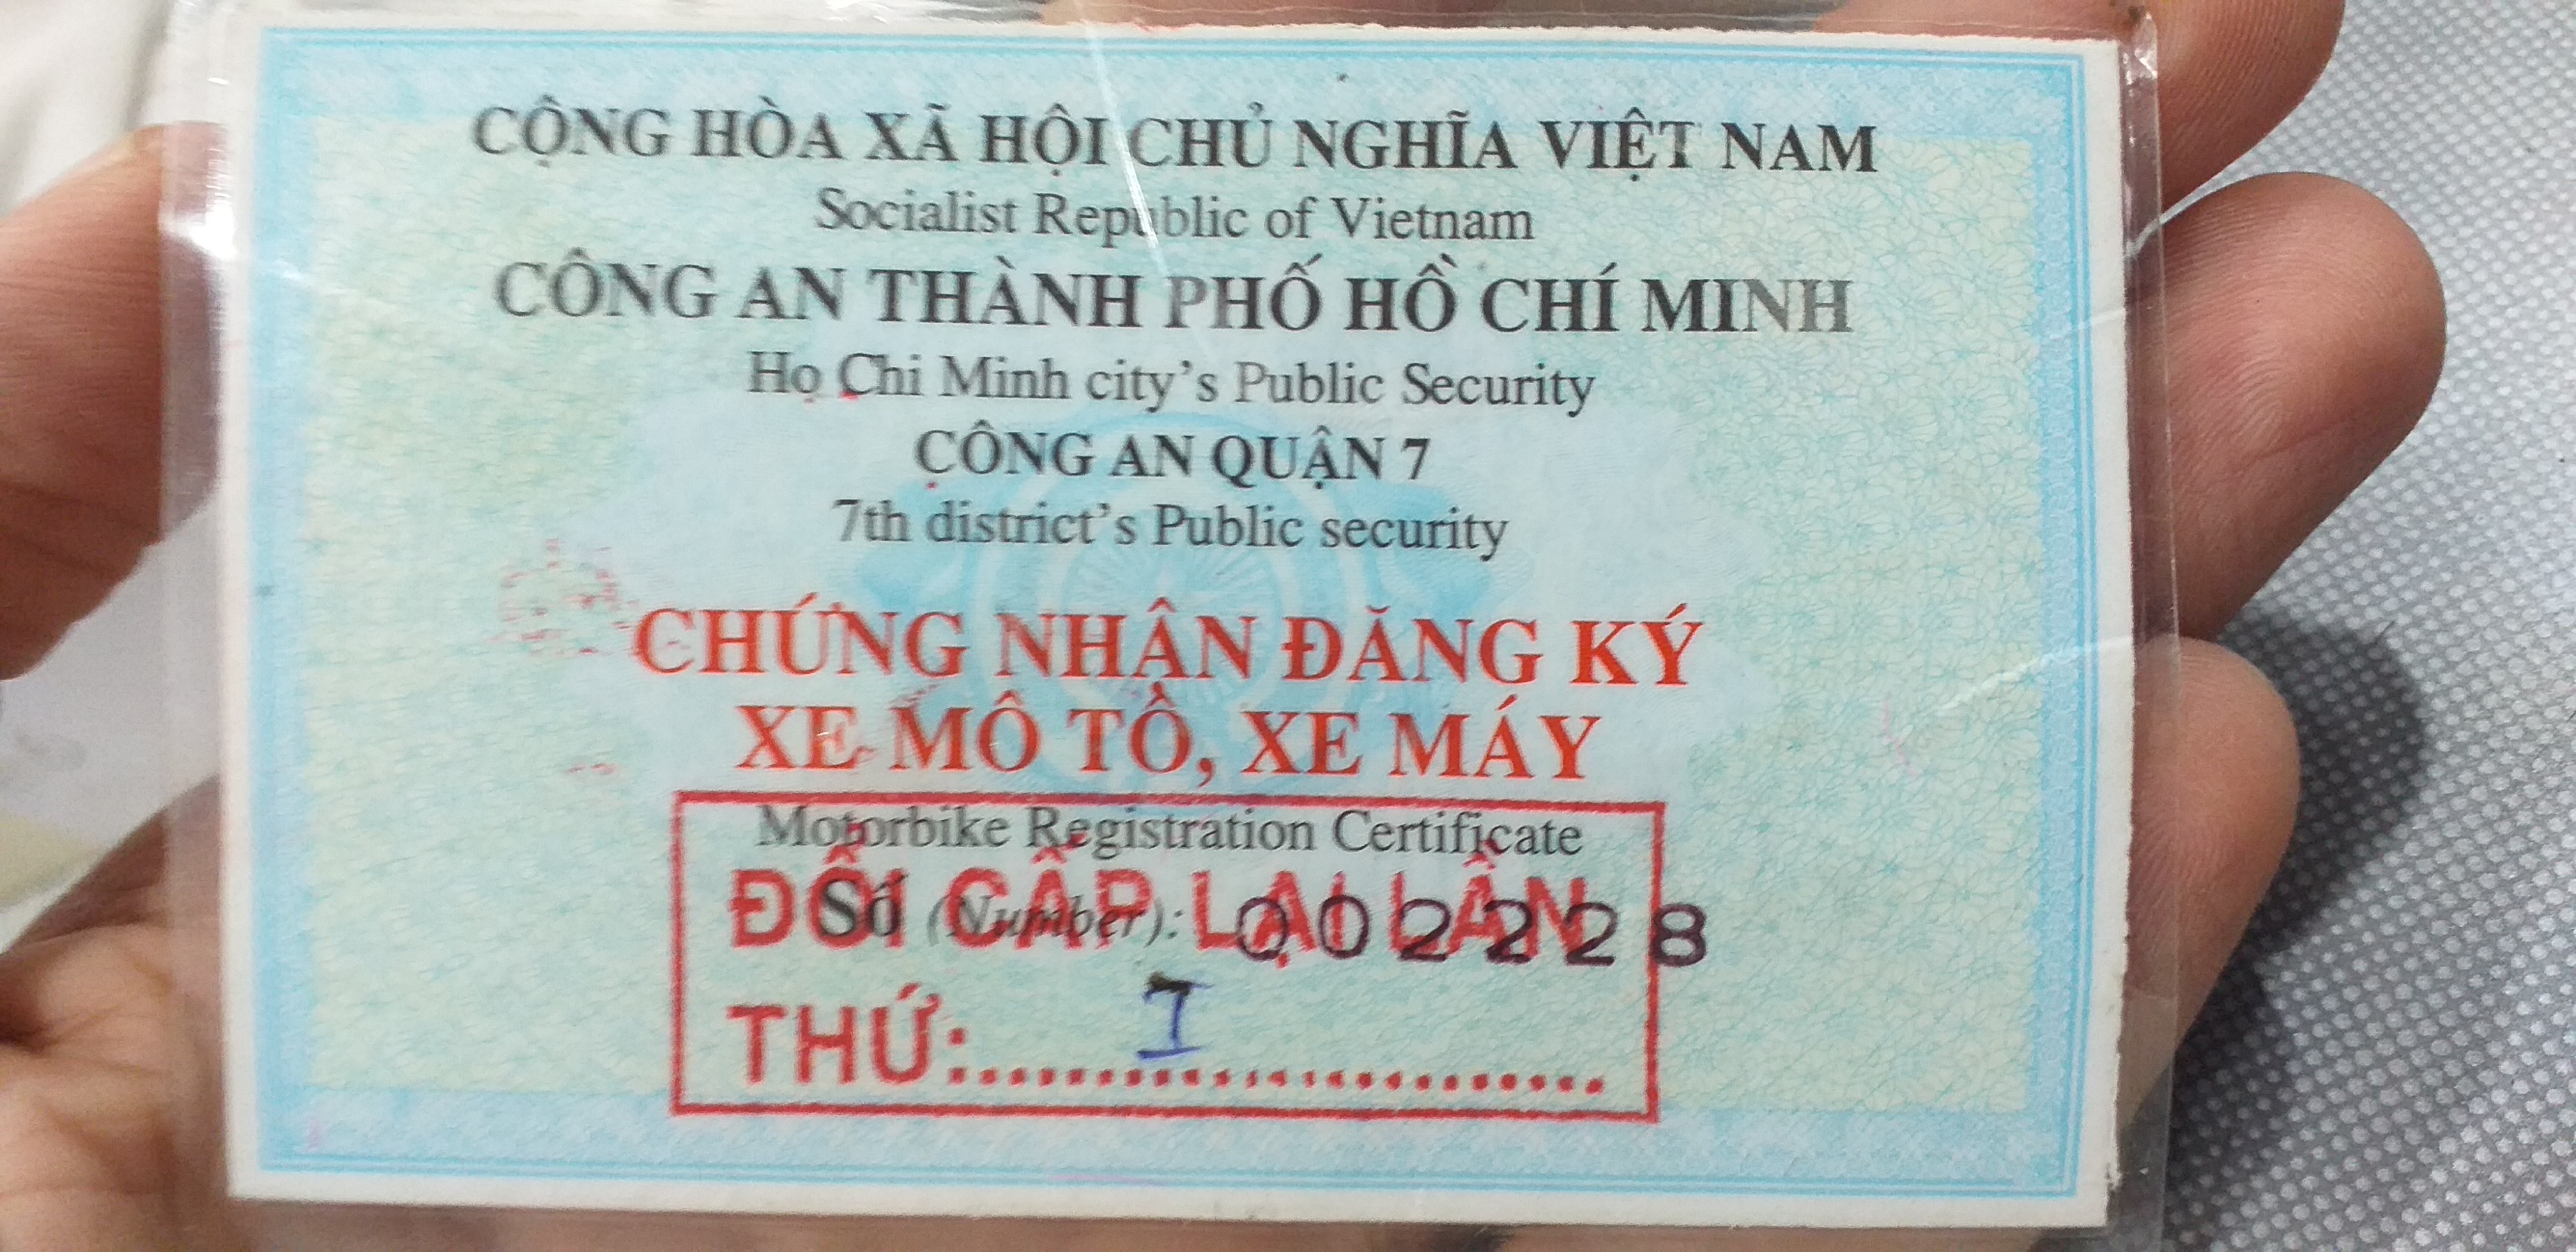 CỘNG HÒA XÃ HỘI CHỦ NGHĨA VIỆT NAM
Socialist Republic of Vietnam
CÔNG AN THÀNH PHỐ HỒ CHÍ MINH
Ho Chi Minh city's Public Security
CÔNG AN QUẬN 7
7th district's Public security
CHỨNG NHẬN ĐĂNG KÝ
XE MÔ TÔ, XE MÁY
Motorbike Registration Certificate
Số (Number): 002228
ĐỔI CẤP LẠI LẦN
THỨ:.......I.......